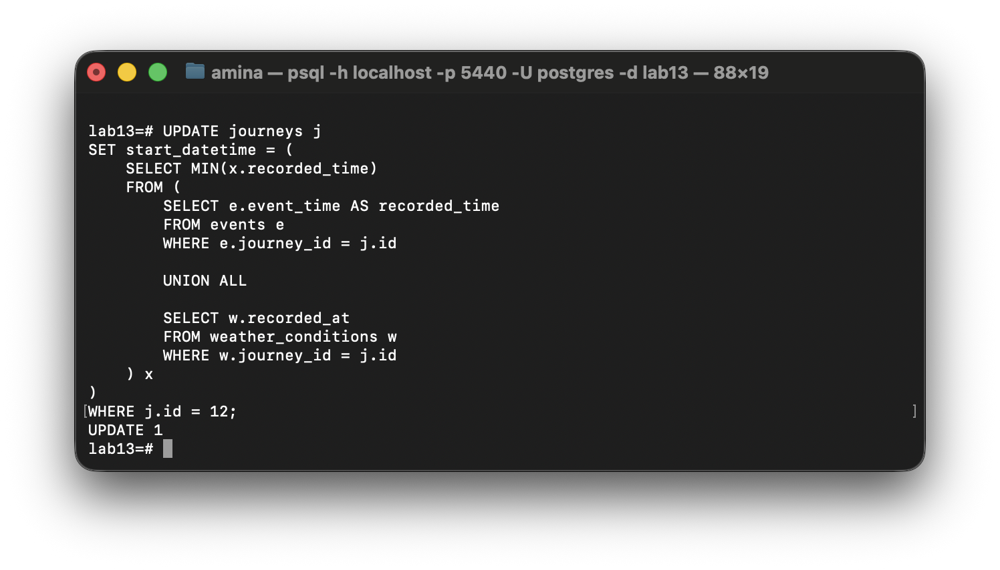 amina — psql -h localhost -p 5440 -U postgres -d lab13 — 88×19
lab13=# UPDATE journeys j
SET start_datetime = (
    SELECT MIN(x.recorded_time)
    FROM (
        SELECT e.event_time AS recorded_time
        FROM events e
        WHERE e.journey_id = j.id

        UNION ALL

        SELECT w.recorded_at
        FROM weather_conditions w
        WHERE w.journey_id = j.id
    ) x
)
[WHERE j.id = 12; ]
UPDATE 1
lab13=#